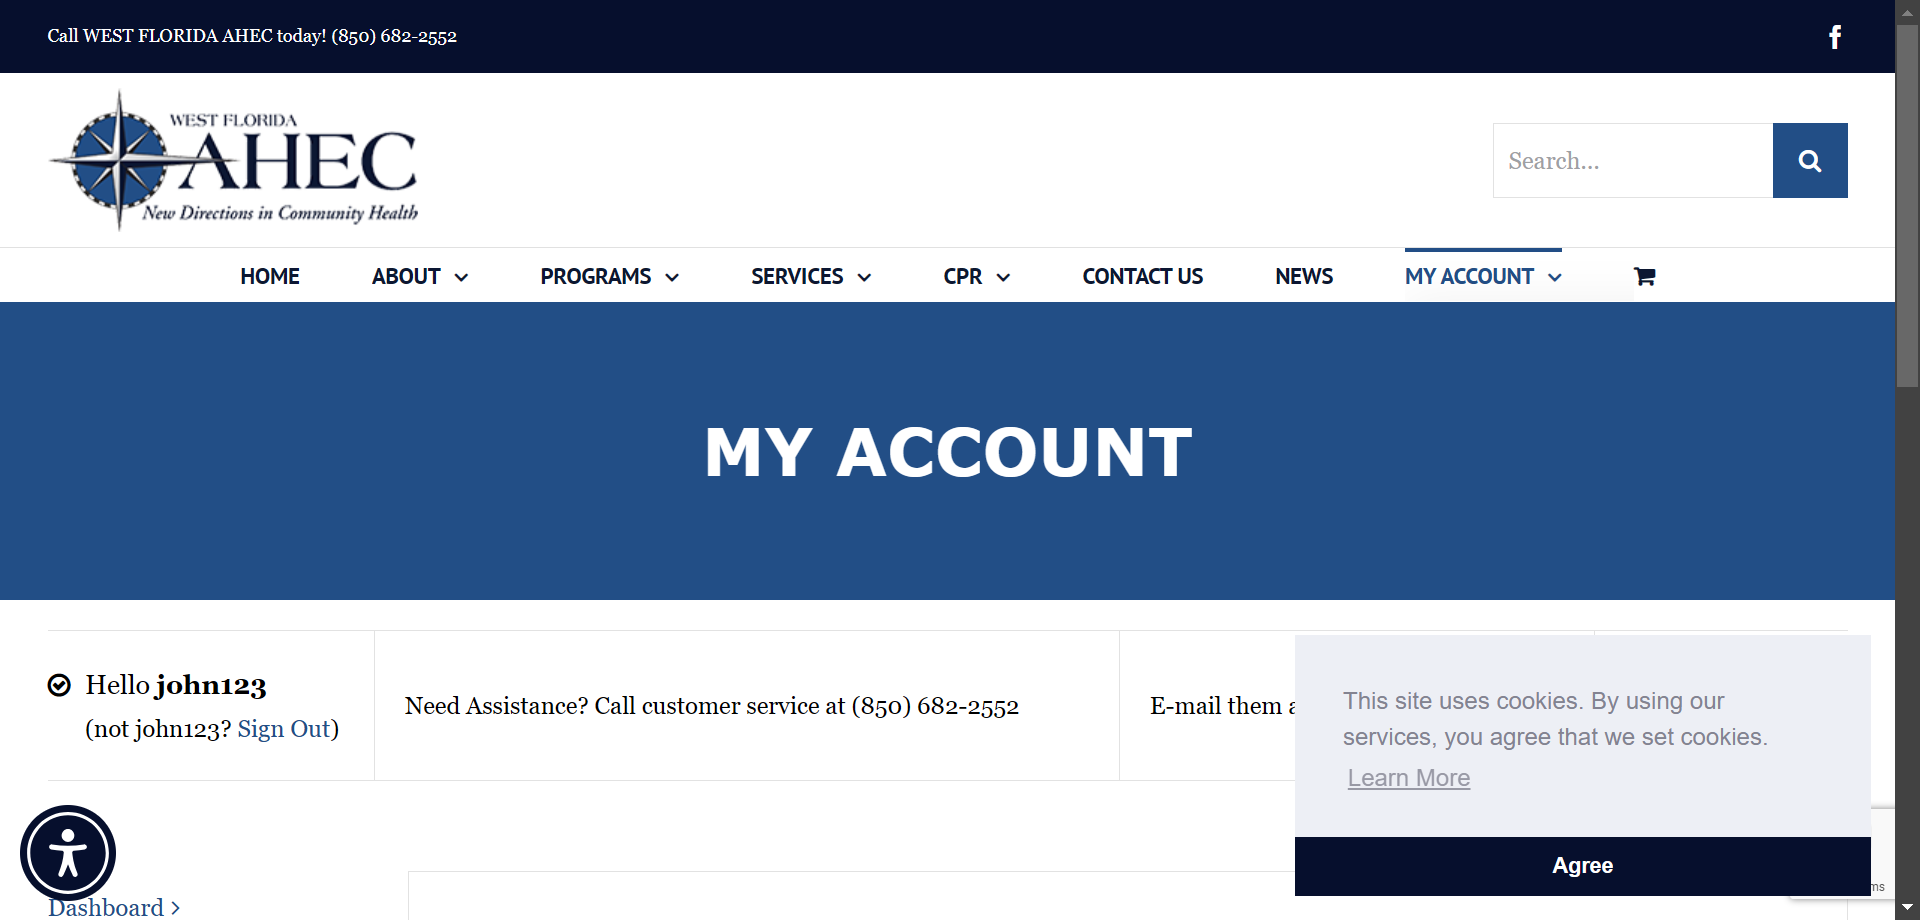 Call WEST FLORIDA AHEC today! (850) 682-2552
WEST FLORIDA
AHEC
New Directions in Community Health
Search...
HOME
ABOUT
PROGRAMS
SERVICES
CPR
CONTACT US
NEWS
MY ACCOUNT
MY ACCOUNT
Hello john123
(not john123? Sign Out)
Need Assistance? Call customer service at (850) 682-2552
E-mail them
This site uses cookies. By using our
services, you agree that we set cookies.
Learn More
Agree
Dashboard